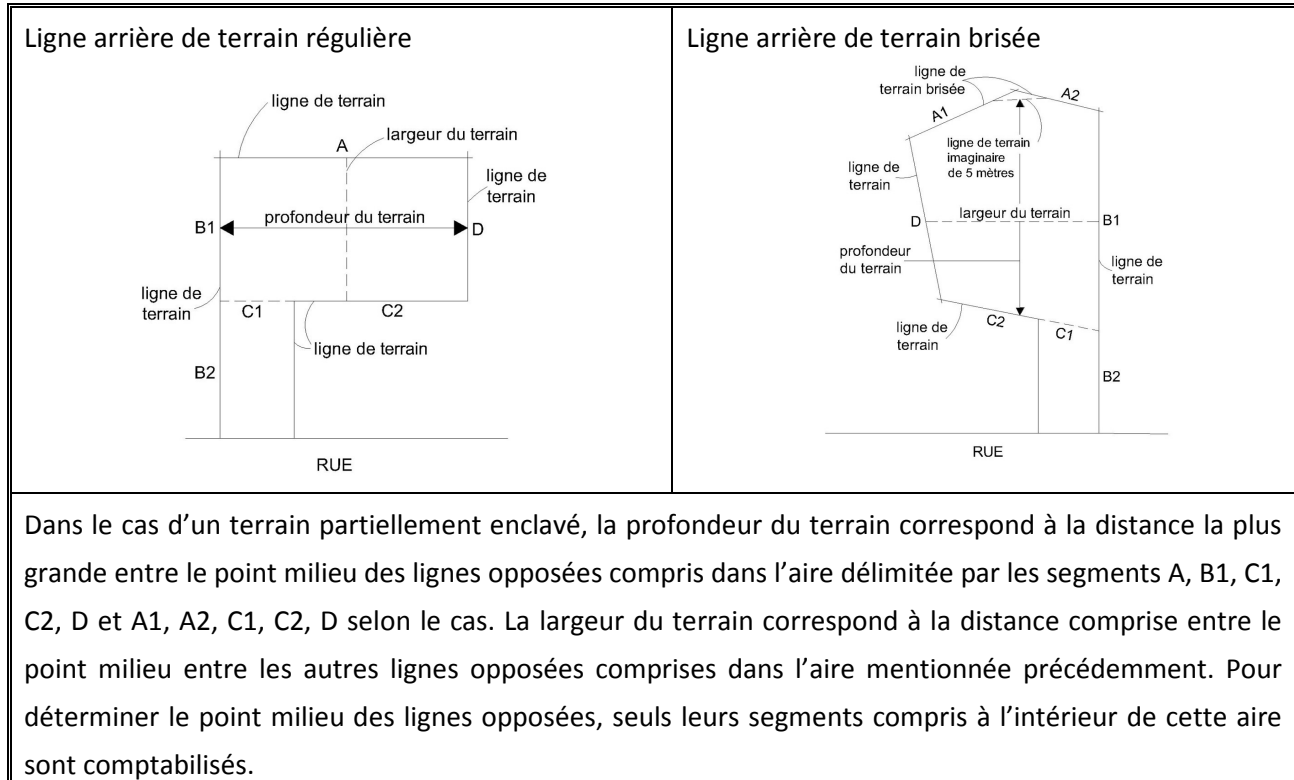 Ligne arrière de terrain régulière
ligne de terrain
A
largeur du terrain
ligne de
terrain
profondeur du terrain
B1
D
ligne de
terrain
C1
C2
ligne de terrain
B2
RUE
Ligne arrière de terrain brisée
ligne de
terrain brisée
A2
A1
ligne de terrain
imaginaire
de 5 mètres
ligne de
terrain
largeur du terrain
D
B1
profondeur
du terrain
ligne de
terrain
C2
C1
ligne de
terrain
B2
RUE
Dans le cas d’un terrain partiellement enclavé, la profondeur du terrain correspond à la distance la plus
grande entre le point milieu des lignes opposées compris dans l’aire délimitée par les segments A, B1, C1,
C2, D et A1, A2, C1, C2, D selon le cas. La largeur du terrain correspond à la distance comprise entre le
point milieu entre les autres lignes opposées comprises dans l’aire mentionnée précédemment. Pour
déterminer le point milieu des lignes opposées, seuls leurs segments compris à l’intérieur de cette aire
sont comptabilisés.